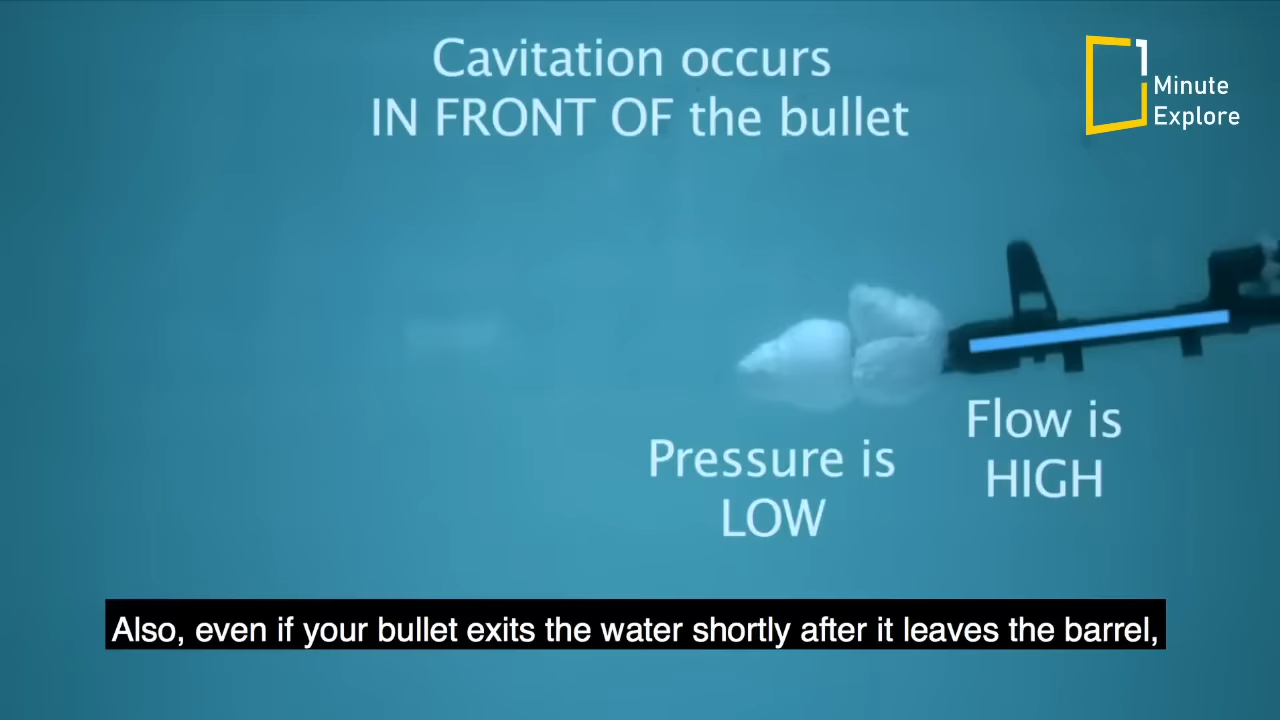 Cavitation occurs
IN FRONT OF the bullet
Minute
Explore
Flow is
HIGH
Pressure is
LOW
Also, even if your bullet exits the water shortly after it leaves the barrel,